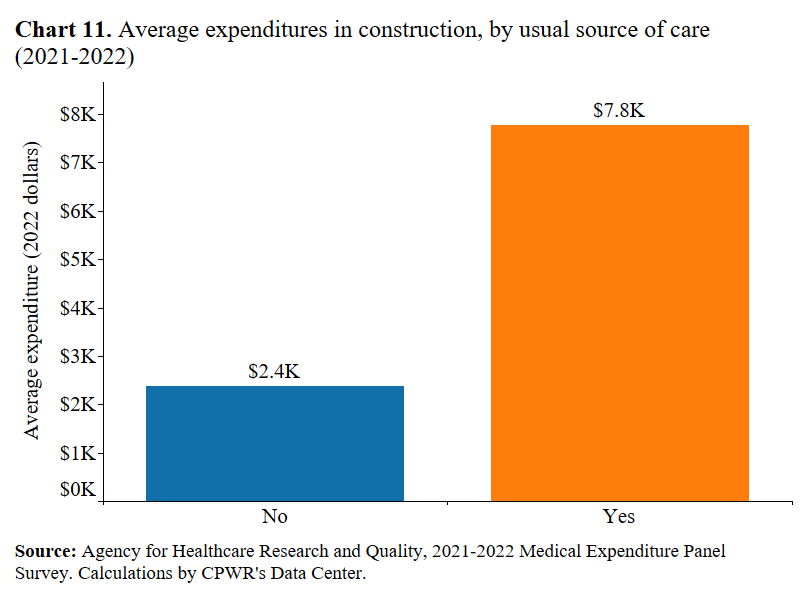 Chart 11. Average expenditures in construction, by usual source of care
(2021-2022)
Average expenditure (2022 dollars)
$8K
$7K
$6K
$5K
$4K
$3K
$2K
$1K
$0K
$2.4K
$7.8K
No
Yes
Source: Agency for Healthcare Research and Quality, 2021-2022 Medical Expenditure Panel
Survey. Calculations by CPWR's Data Center.